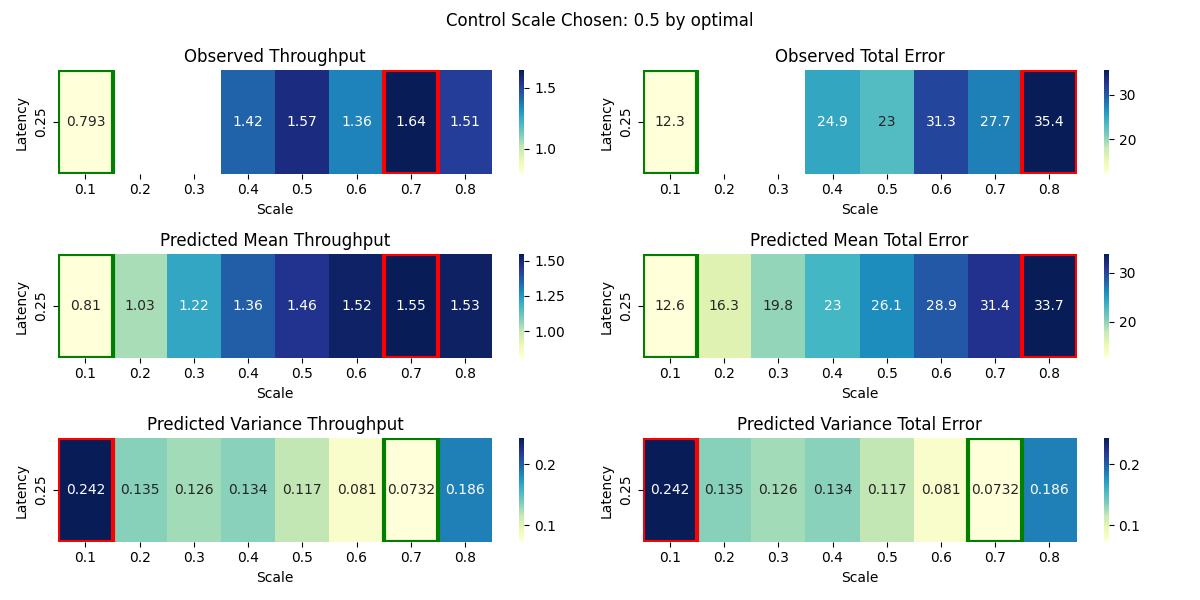 Control Scale Chosen: 0.5 by optimal
Observed Throughput
Latency
0.25
0.793 1.42 1.57 1.36 1.64 1.51
0.1 0.2 0.3 0.4 0.5 0.6 0.7 0.8
Scale
1.5
1.0
Observed Total Error
Latency
0.25
12.3 24.9 23 31.3 27.7 35.4
0.1 0.2 0.3 0.4 0.5 0.6 0.7 0.8
Scale
30
20
Predicted Mean Throughput
Latency
0.25
0.81 1.03 1.22 1.36 1.46 1.52 1.55 1.53
0.1 0.2 0.3 0.4 0.5 0.6 0.7 0.8
Scale
1.50
1.25
1.00
Predicted Mean Total Error
Latency
0.25
12.6 16.3 19.8 23 26.1 28.9 31.4 33.7
0.1 0.2 0.3 0.4 0.5 0.6 0.7 0.8
Scale
30
20
Predicted Variance Throughput
Latency
0.25
0.242 0.135 0.126 0.134 0.117 0.081 0.0732 0.186
0.1 0.2 0.3 0.4 0.5 0.6 0.7 0.8
Scale
0.2
0.1
Predicted Variance Total Error
Latency
0.25
0.242 0.135 0.126 0.134 0.117 0.081 0.0732 0.186
0.1 0.2 0.3 0.4 0.5 0.6 0.7 0.8
Scale
0.2
0.1